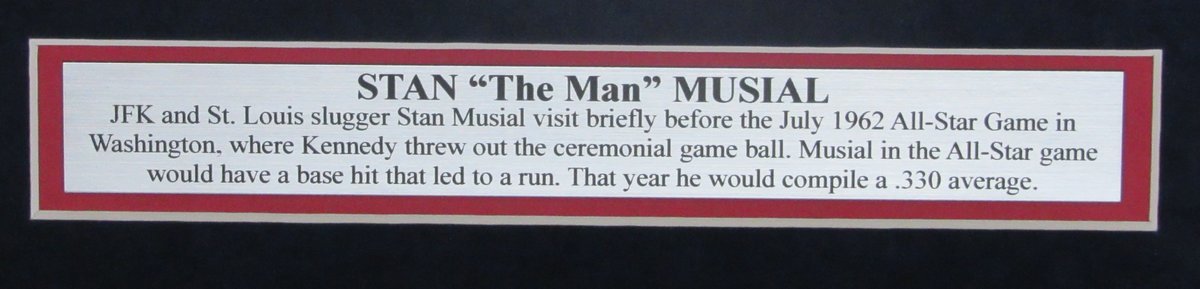 STAN “The Man” MUSIAL
JFK and St. Louis slugger Stan Musial visit briefly before the July 1962 All-Star Game in
Washington, where Kennedy threw out the ceremonial game ball. Musial in the All-Star game
would have a base hit that led to a run. That year he would compile a .330 average.